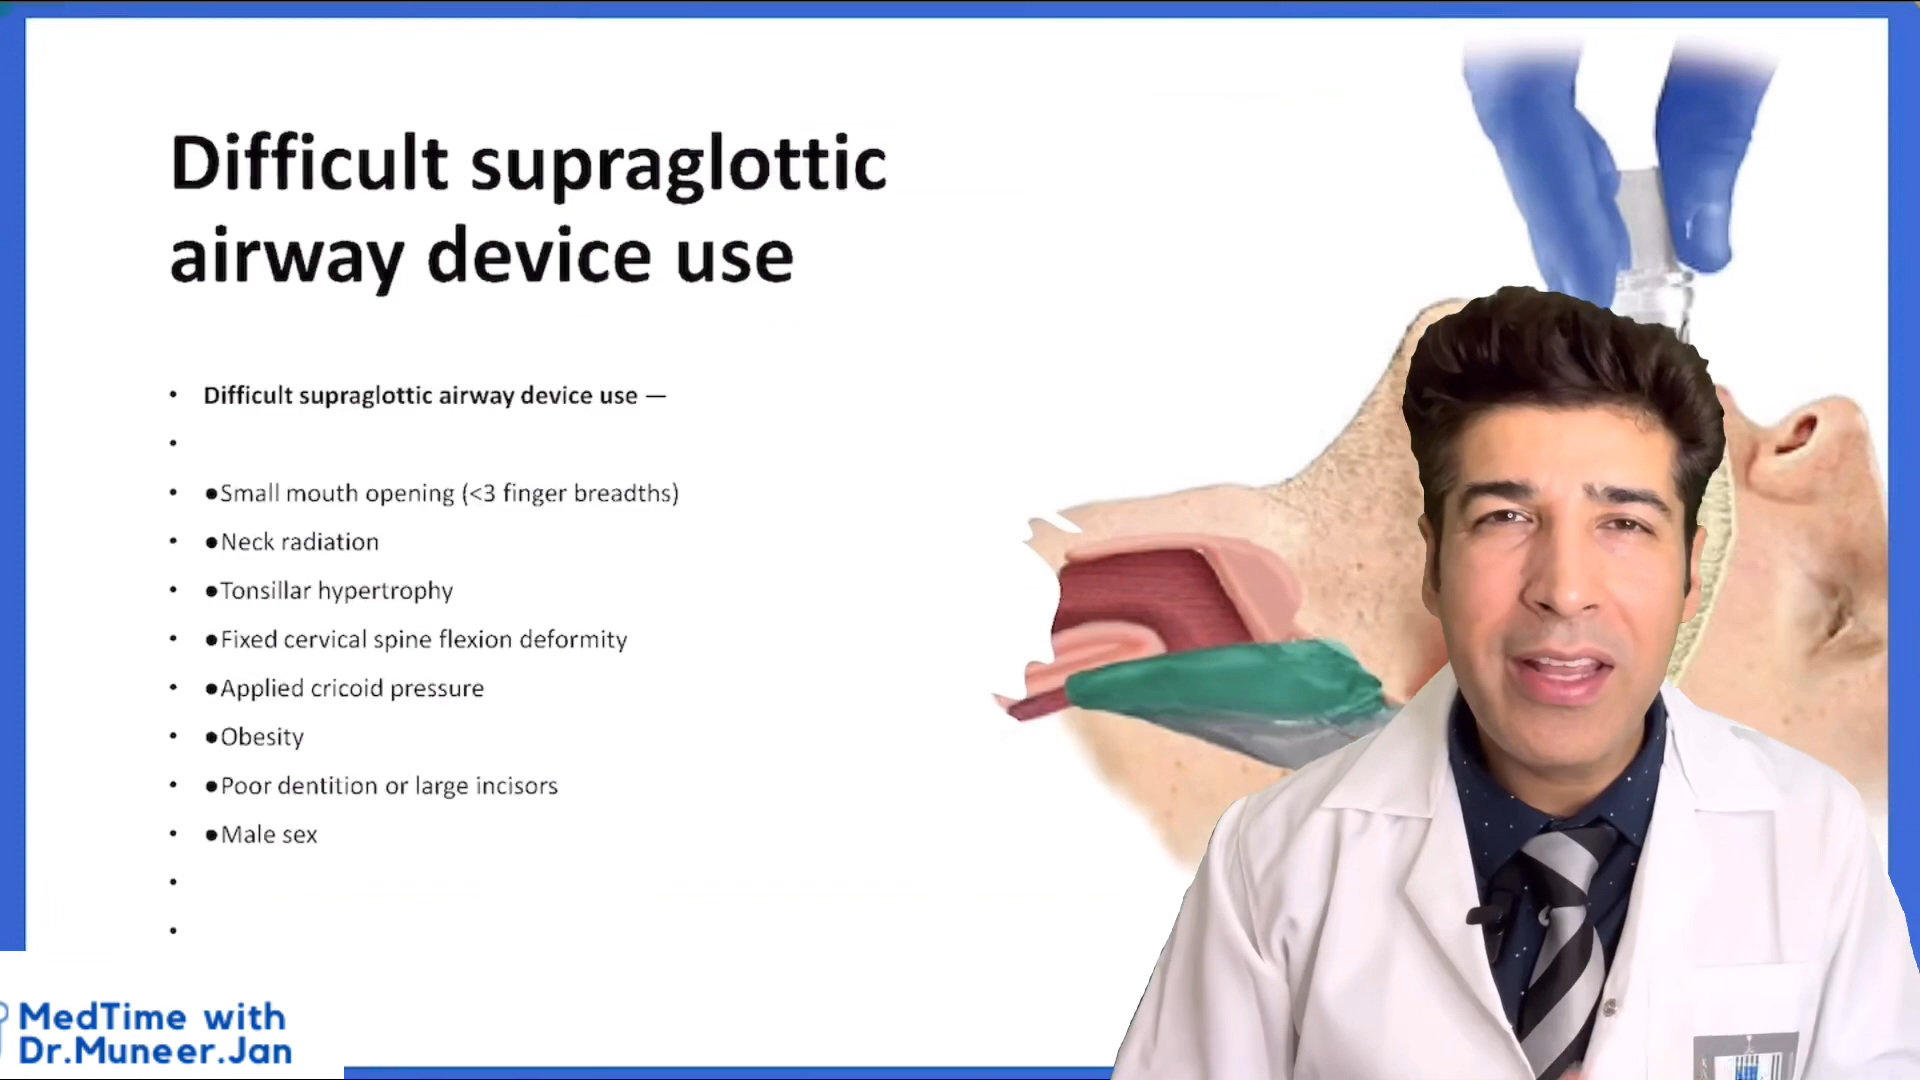 Difficult supraglottic
airway device use
• Difficult supraglottic airway device use —
•
• ●Small mouth opening (<3 finger breadths)
• ●Neck radiation
• ●Tonsillar hypertrophy
• ●Fixed cervical spine flexion deformity
• ●Applied cricoid pressure
• ●Obesity
• ●Poor dentition or large incisors
• ●Male sex
•
•
MedTime with
Dr.Muneer.Jan